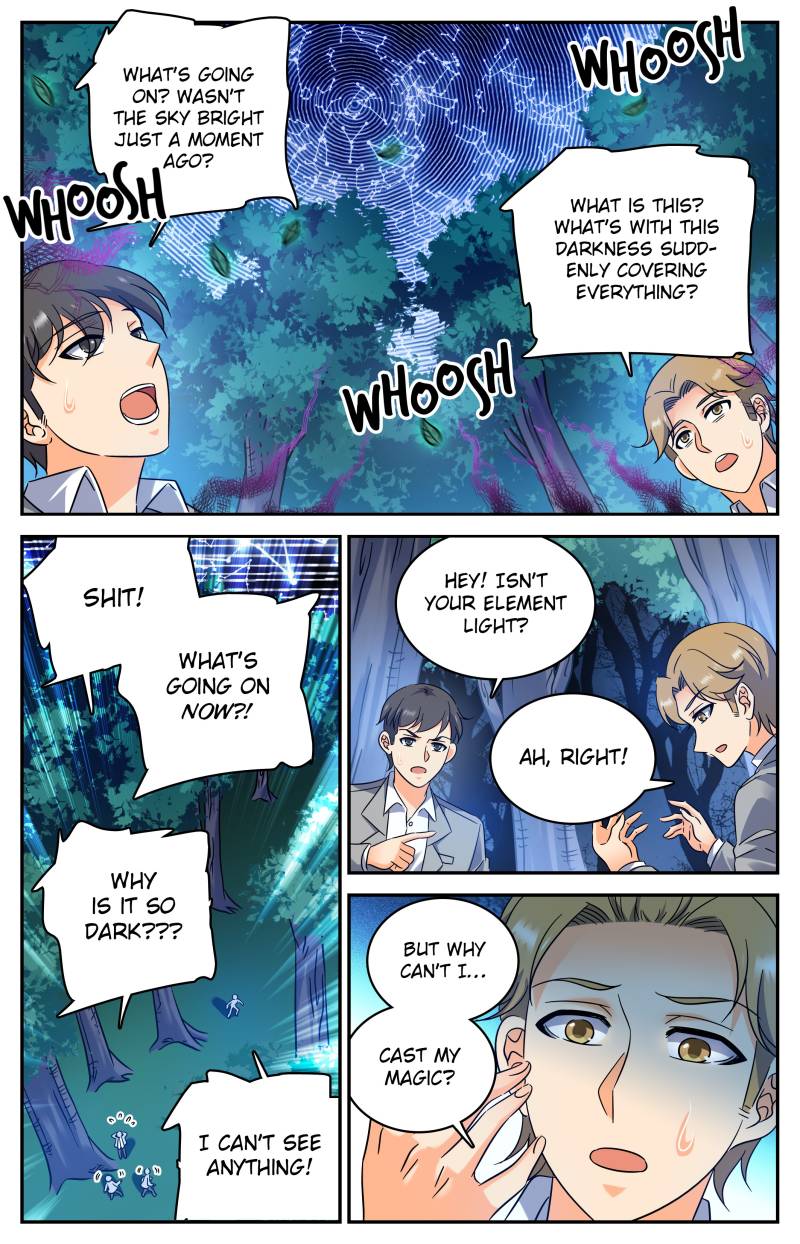 WHAT'S GOING
ON? WASN'T
THE SKY BRIGHT
JUST A MOMENT
AGO?
WHOOSH
WHOOSH
WHAT IS THIS?
WHAT'S WITH THIS
DARKNESS SUDD-
ENLY COVERING
EVERYTHING?
WHOOSH
SHIT!
WHAT'S
GOING ON
NOW?!
WHY
IS IT SO
DARK???
I CAN'T SEE
ANYTHING!
HEY! ISN'T
YOUR ELEMENT
LIGHT?
AH, RIGHT!
BUT WHY
CAN'T I...
CAST MY
MAGIC?